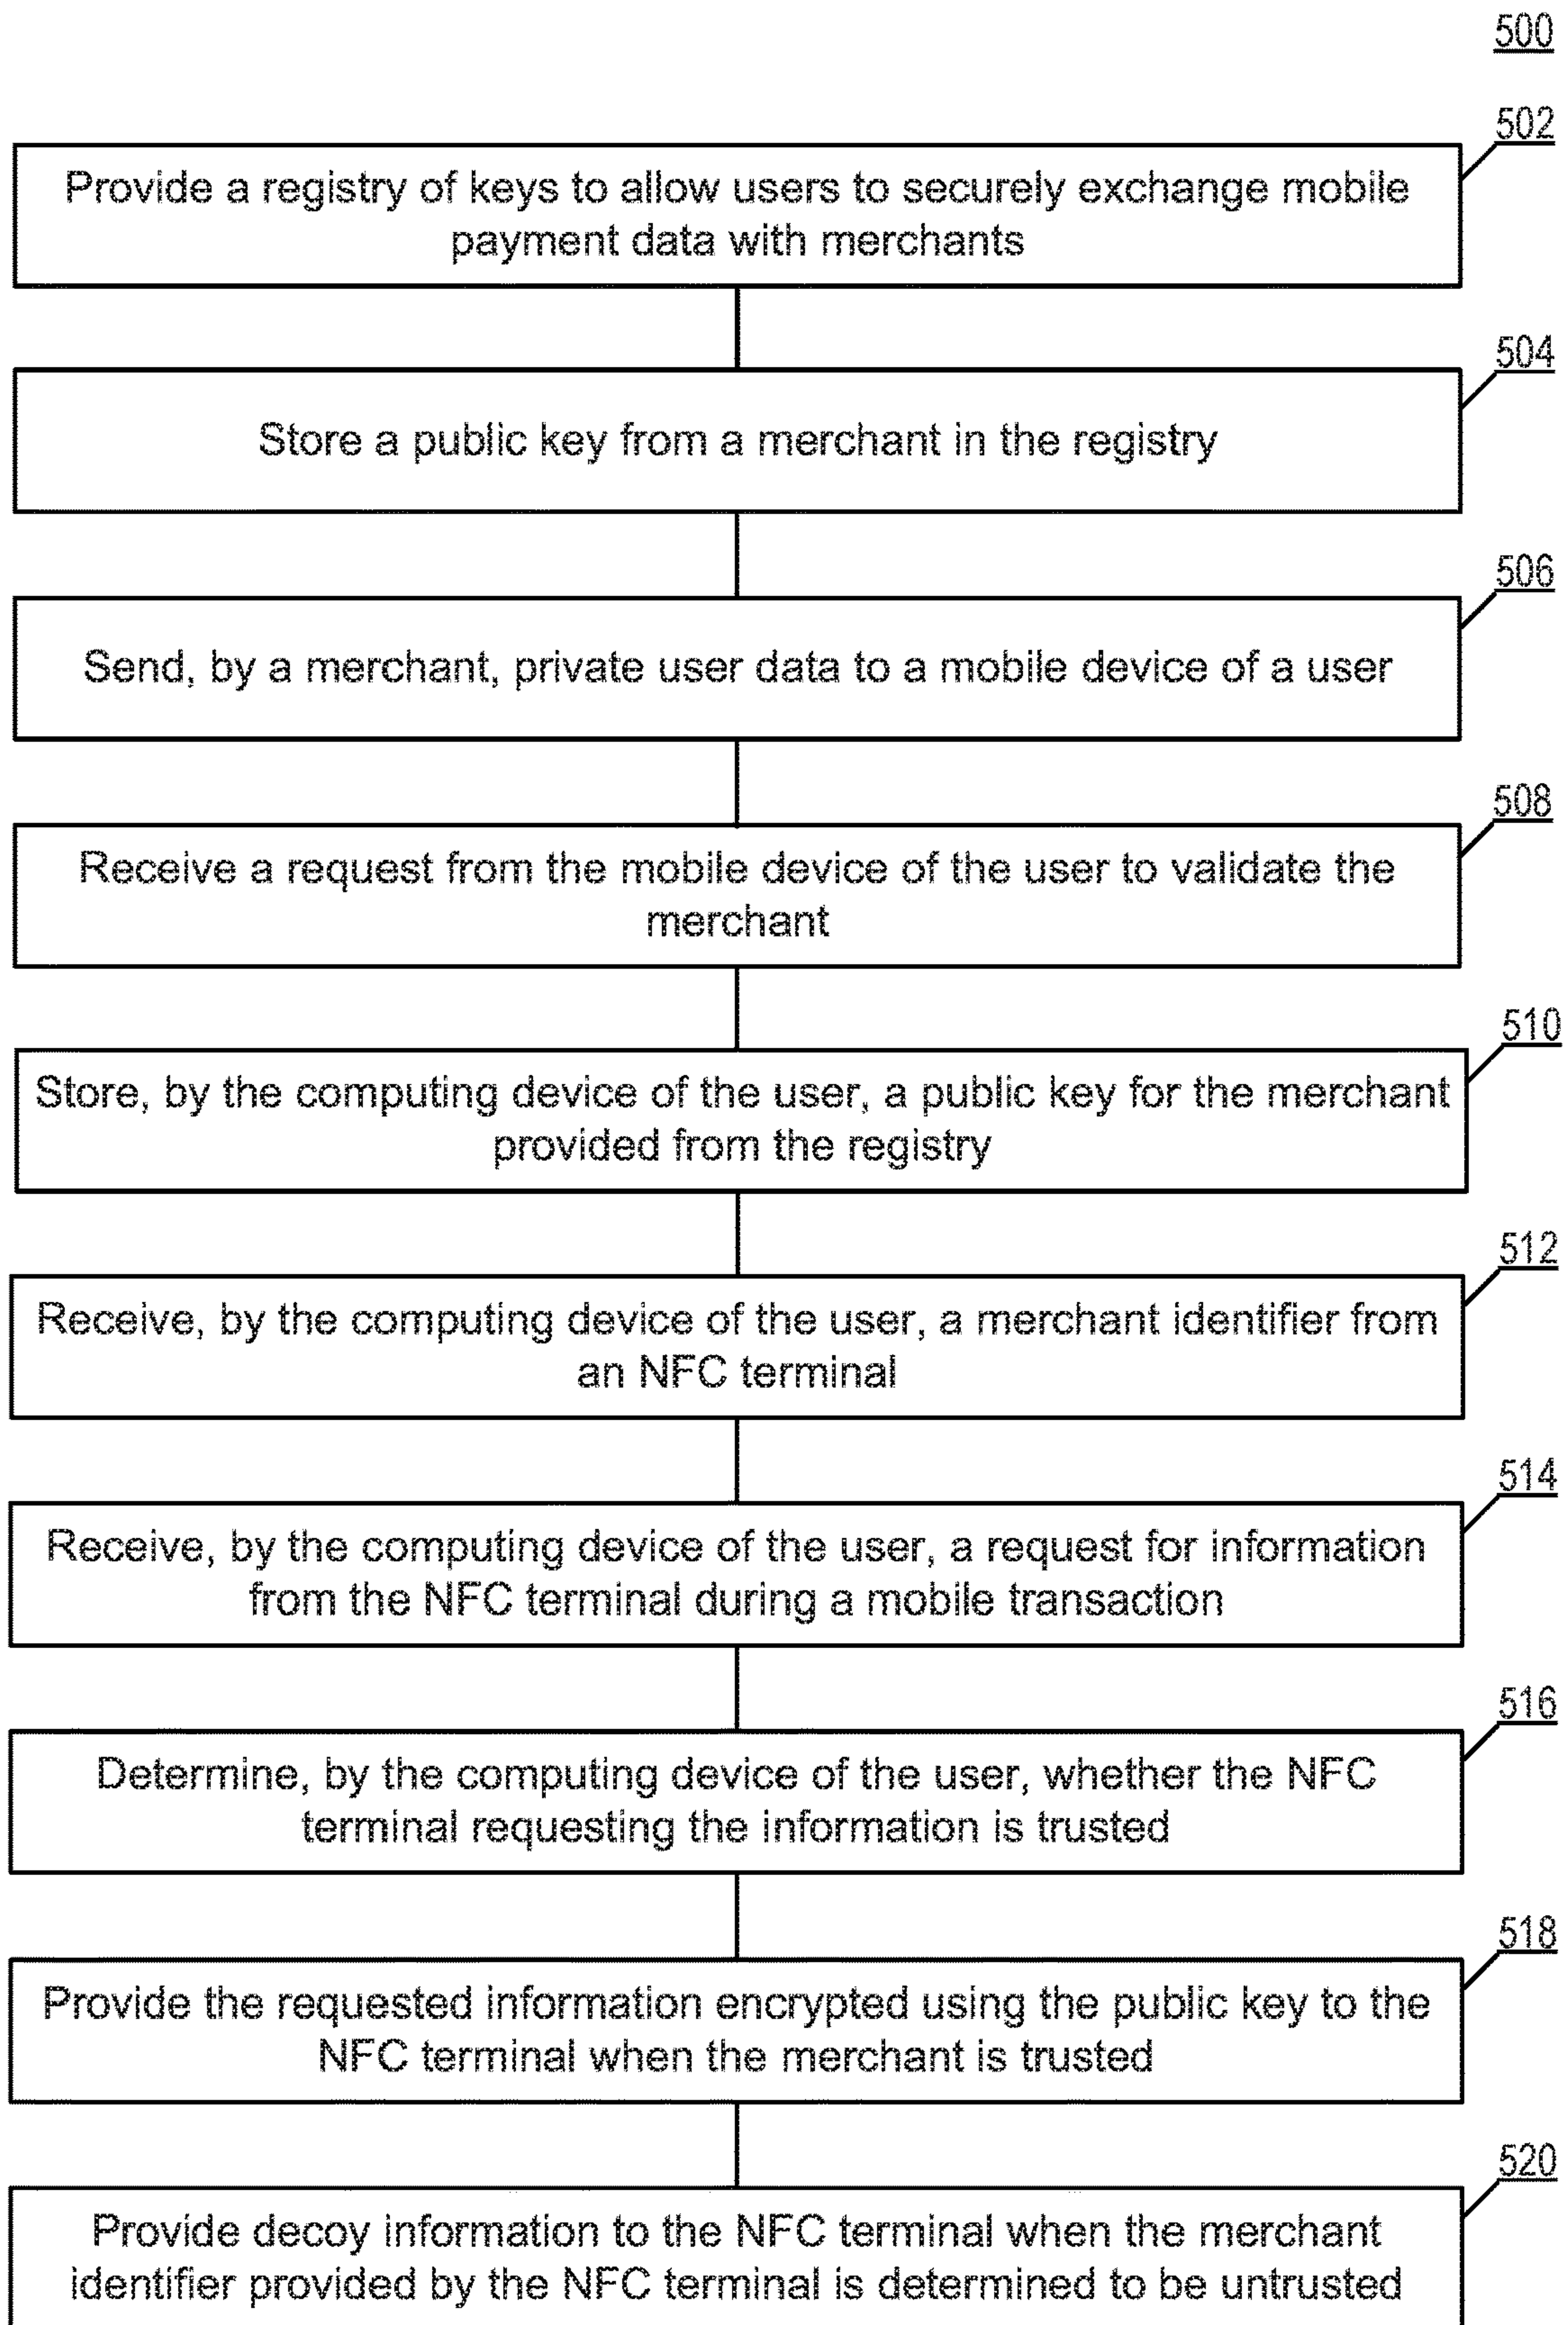 500
502
Provide a registry of keys to allow users to securely exchange mobile
payment data with merchants
504
Store a public key from a merchant in the registry
506
Send, by a merchant, private user data to a mobile device of a user
508
Receive a request from the mobile device of the user to validate the
merchant
510
Store, by the computing device of the user, a public key for the merchant
provided from the registry
512
Receive, by the computing device of the user, a merchant identifier from
an NFC terminal
514
Receive, by the computing device of the user, a request for information
from the NFC terminal during a mobile transaction
516
Determine, by the computing device of the user, whether the NFC
terminal requesting the information is trusted
518
Provide the requested information encrypted using the public key to the
NFC terminal when the merchant is trusted
520
Provide decoy information to the NFC terminal when the merchant
identifier provided by the NFC terminal is determined to be untrusted